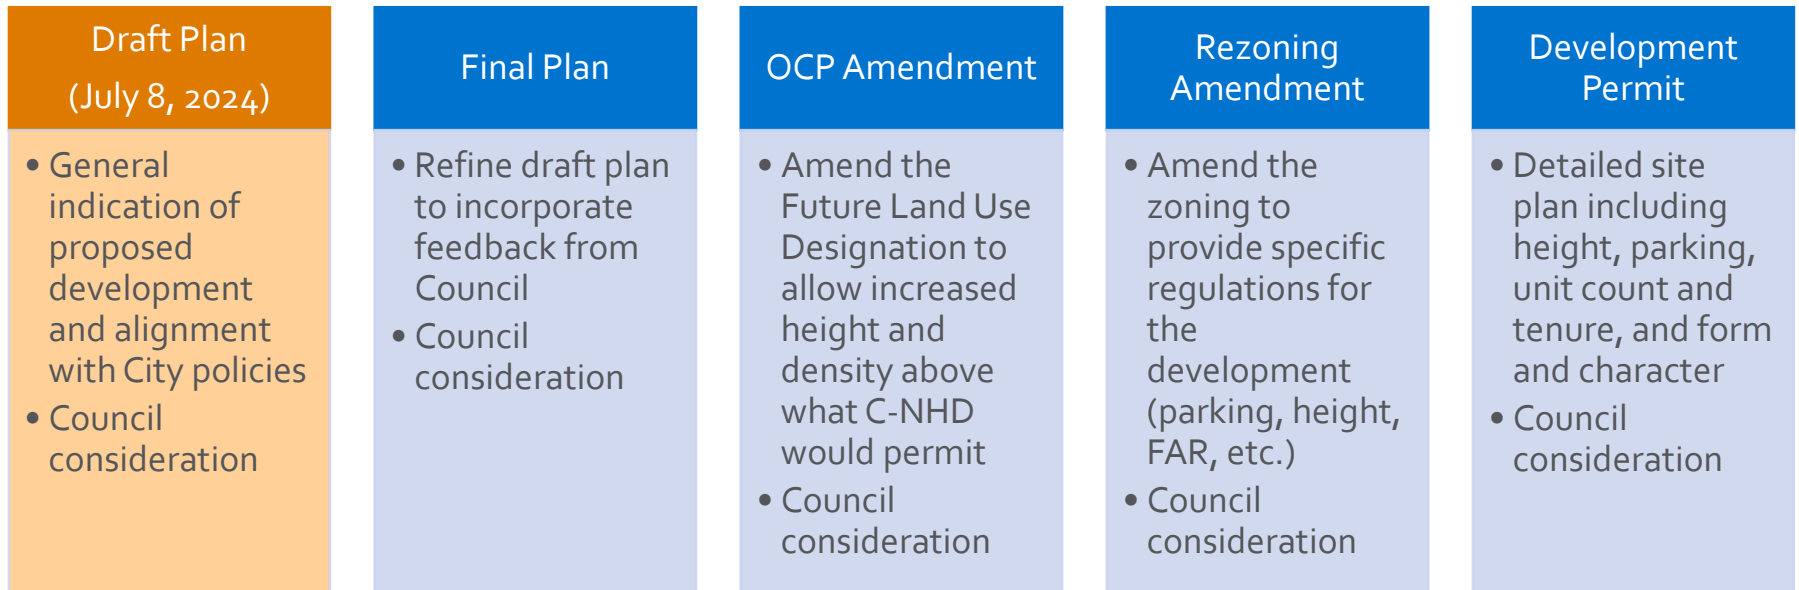 Draft Plan
(July 8, 2024)
• General
indication of
proposed
development
and alignment
with City policies
• Council
consideration
Final Plan
• Refine draft plan
to incorporate
feedback from
Council
• Council
consideration
OCP Amendment
• Amend the
Future Land Use
Designation to
allow increased
height and
density above
what C-NHD
would permit
• Council
consideration
Rezoning
Amendment
• Amend the
zoning to
provide specific
regulations for
the
development
(parking, height,
FAR, etc.)
• Council
consideration
Development
Permit
• Detailed site
plan including
height, parking,
unit count and
tenure, and form
and character
• Council
consideration